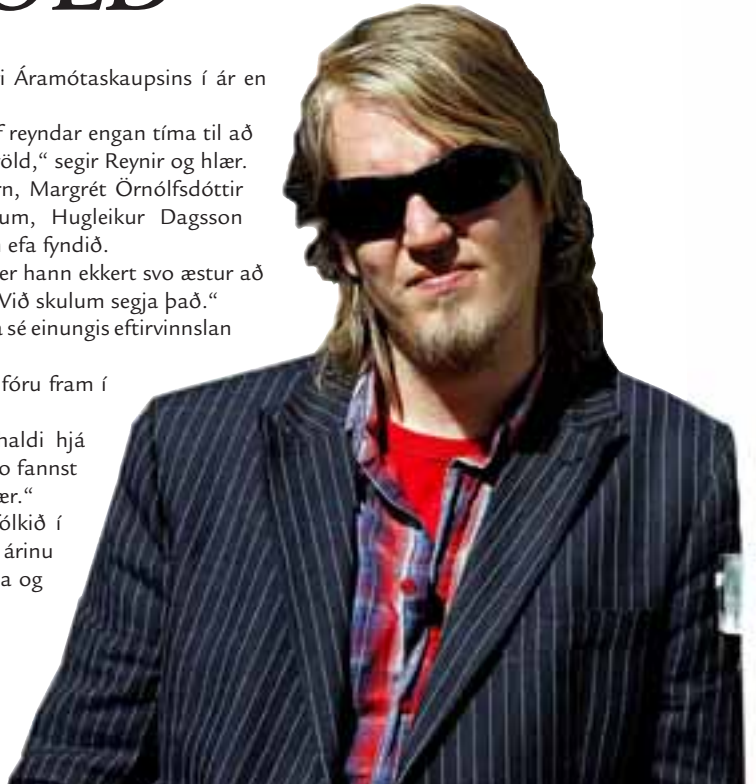 i Áramótaskaupsins í ár en
reyndar engan tíma til að
öld,“ segir Reynir og hlær.
rn, Margrét Örnólfsdóttir
um, Hugleikur Dagsson
efa fyndið.
er hann ekkert svo æstur að
Við skulum segja það.“
sé einungis eftirvinnslan
fóru fram í
haldi hjá
o fannst
ær.“
ólkið í
árinu
a og